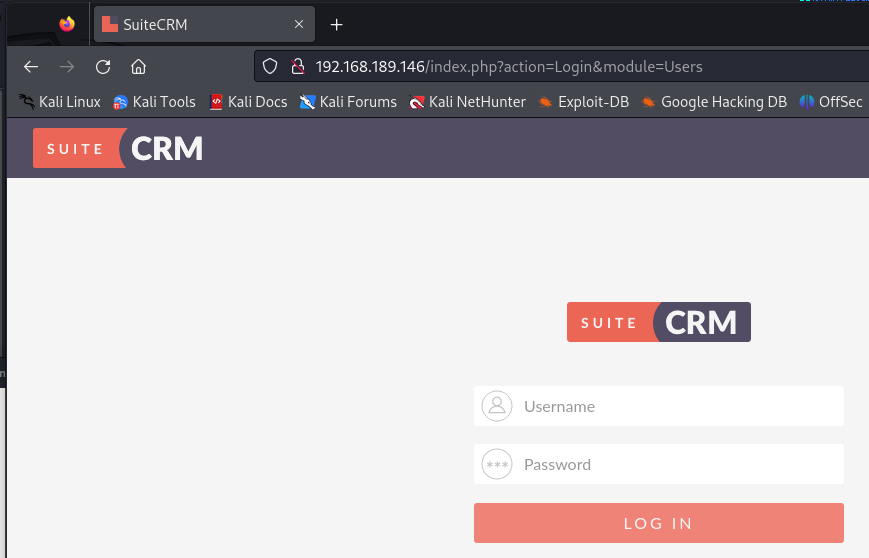 SuiteCRM
192.168.189.146/index.php?action=Login&module=Users
Kali Linux Kali Tools Kali Docs Kali Forums Kali NetHunter Exploit-DB Google Hacking DB OffSec
SUITE CRM
SUITE CRM
Username
*** Password
LOG IN